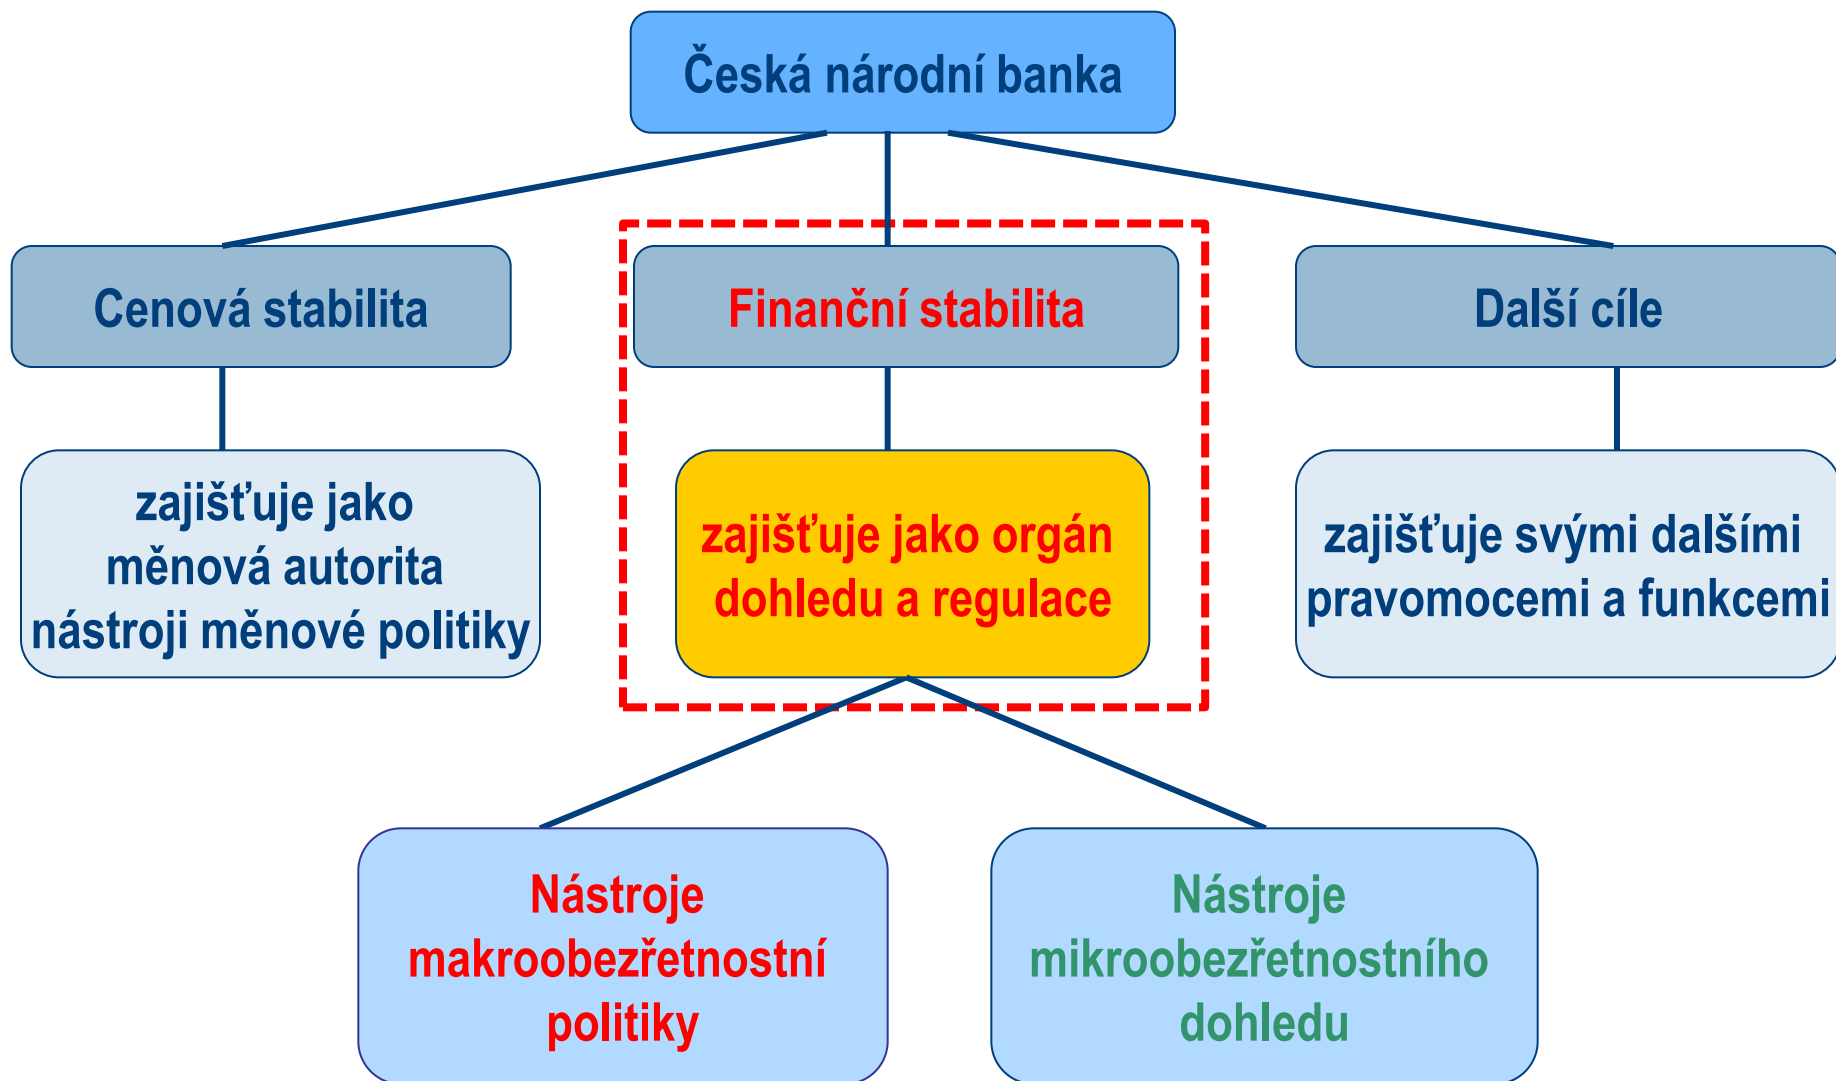 Česká národní banka
Cenová stabilita
Finanční stabilita
Další cíle
zajišťuje jako
měnová autorita
nástroji měnové politiky
zajišťuje jako orgán
dohledu a regulace
zajišťuje svými dalšími
pravomocemi a funkcemi
Nástroje
makroobezřetnostní
politiky
Nástroje
mikroobezřetnostního
dohledu